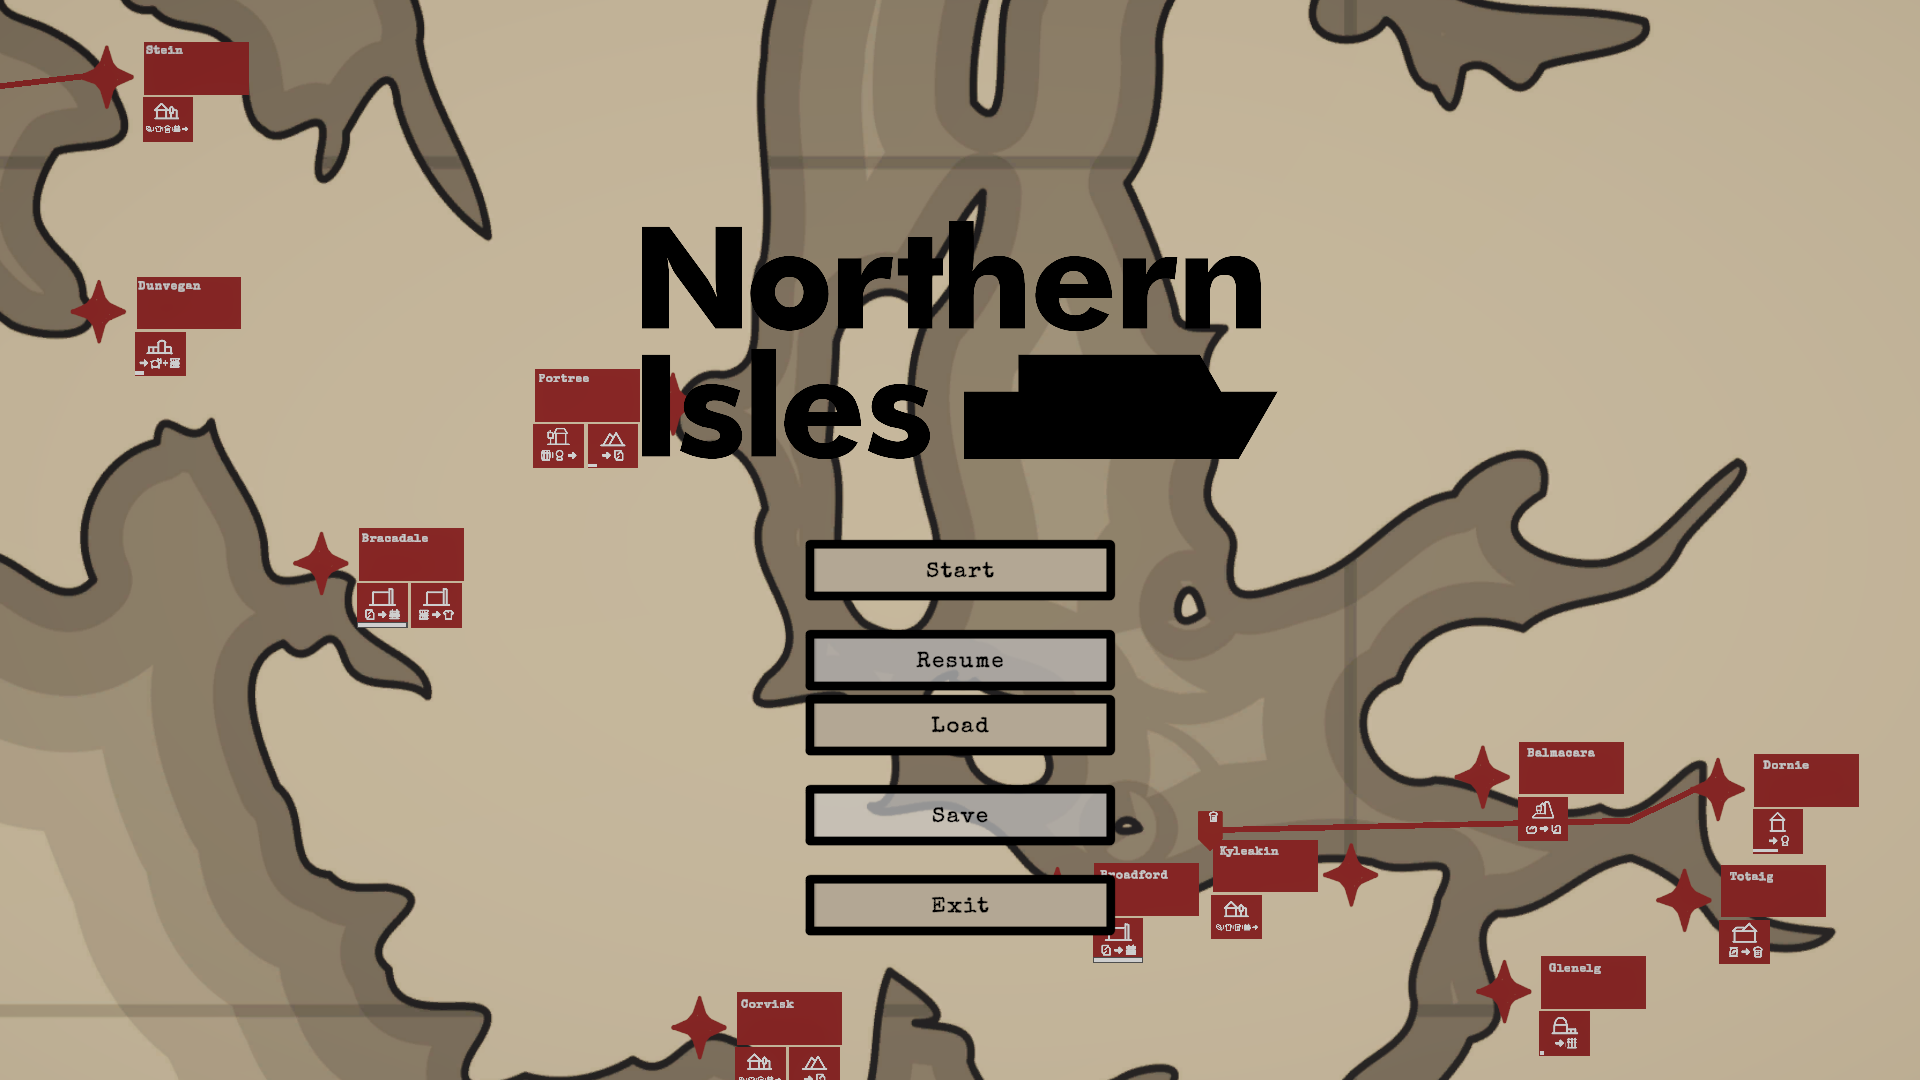 Stein
Dunvegan
Portree
Northern
Isles
Bracadale
Start
Resume
Load
Save
Exit
Balmacara
Dornie
Kyleakin
Broadford
Totaig
Glenelg
Corvisk